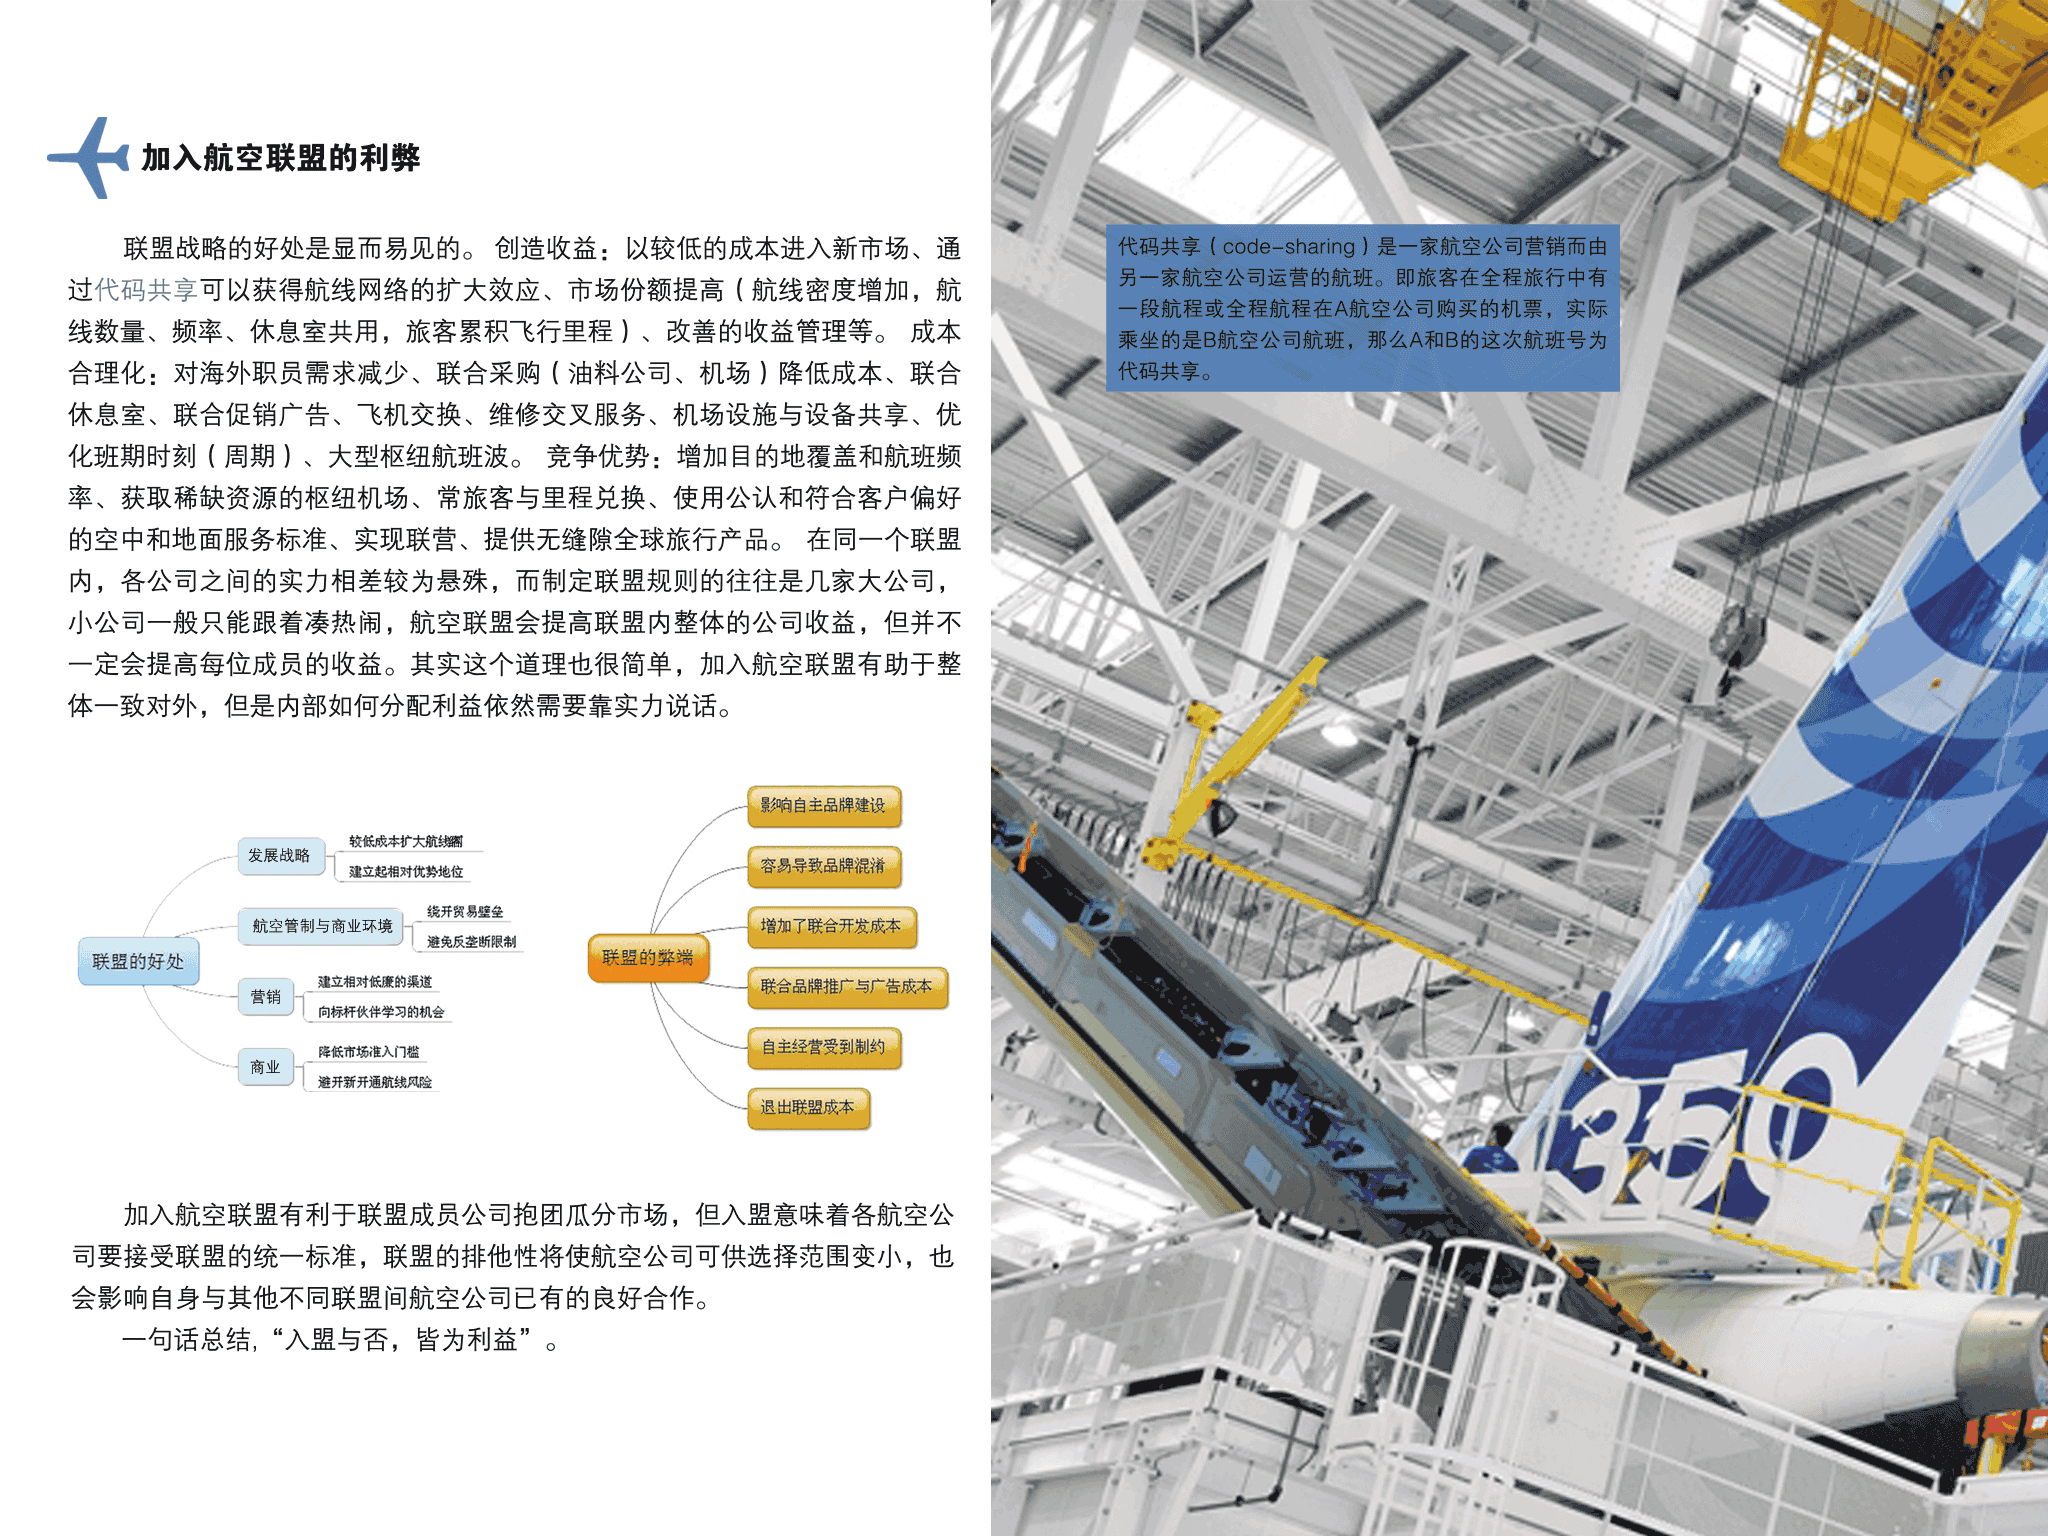 加入航空联盟的利弊
联盟战略的好处是显而易见的。 创造收益：以较低的成本进入新市场、通
过代码共享可以获得航线网络的扩大效应、市场份额提高（航线密度增加，航
线数量、频率、休息室共用，旅客累积飞行里程）、改善的收益管理等。 成本
合理化：对海外职员需求减少、联合采购（油料公司、机场）降低成本、联合
休息室、联合促销广告、飞机交换、维修交叉服务、机场设施与设备共享、优
化班期时刻（周期）、大型枢纽航班波。 竞争优势：增加目的地覆盖和航班频
率、获取稀缺资源的枢纽机场、常旅客与里程兑换、使用公认和符合客户偏好
的空中和地面服务标准、实现联营、提供无缝隙全球旅行产品。 在同一个联盟
内，各公司之间的实力相差较为悬殊，而制定联盟规则的往往是几家大公司，
小公司一般只能跟着凑热闹，航空联盟会提高联盟内整体的公司收益，但并不
一定会提高每位成员的收益。其实这个道理也很简单，加入航空联盟有助于整
体一致对外，但是内部如何分配利益依然需要靠实力说话。
联盟的好处
发展战略
较低成本扩大航线
建立起相对优势地位
航空管制与商业环境
绕开贸易壁垒
避免反垄断限制
营销
建立相对低廉的渠道
向标杆伙伴学习的机会
商业
降低市场准入门槛
避开新开通航线风险
联盟的弊端
影响自主品牌建设
容易导致品牌混淆
增加了联合开发成本
联合品牌推广与广告成本
自主经营受到制约
退出联盟成本
加入航空联盟有利于联盟成员公司抱团瓜分市场，但入盟意味着各航空公
司要接受联盟的统一标准，联盟的排他性将使航空公司可供选择范围变小，也
会影响自身与其他不同联盟间航空公司已有的良好合作。
一句话总结,“入盟与否，皆为利益”。
代码共享（code-sharing）是一家航空公司营销而由
另一家航空公司运营的航班。即旅客在全程旅行中有
一段航程或全程航程在A航空公司购买的机票，实际
乘坐的是B航空公司航班，那么A和B的这次航班号为
代码共享。
350